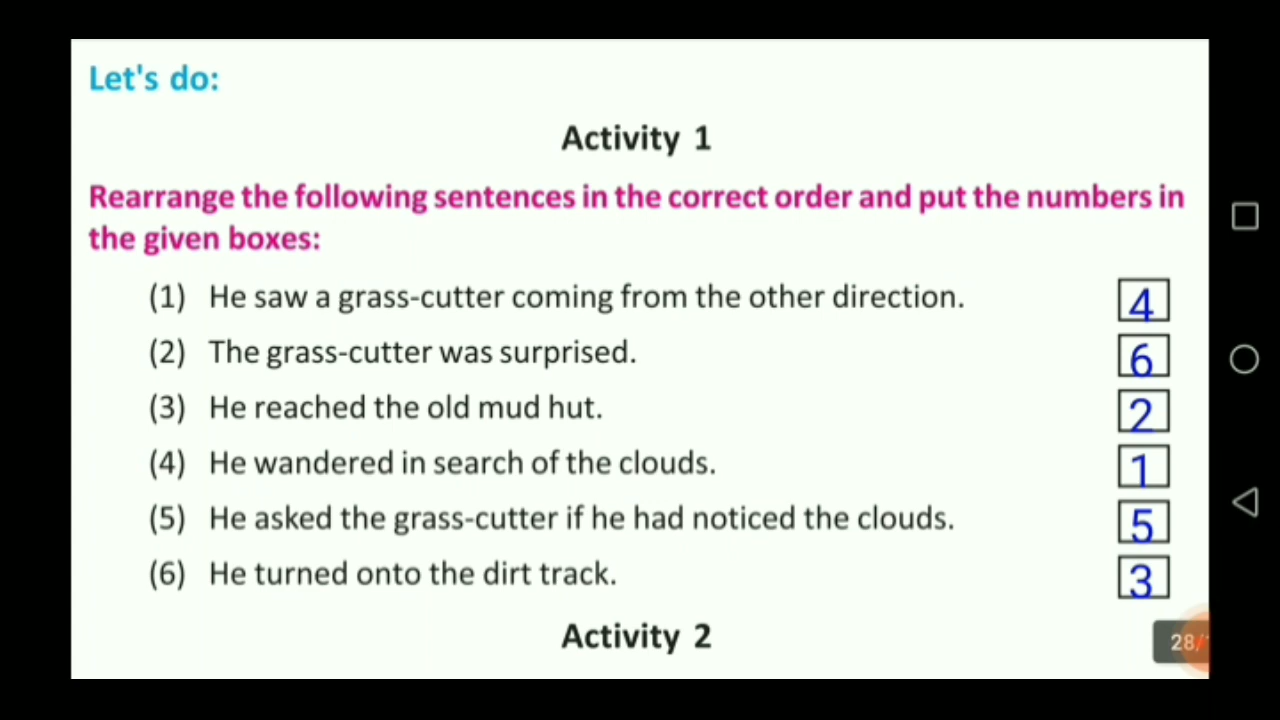 Let's do:
Activity 1
Rearrange the following sentences in the correct order and put the numbers in
the given boxes:
(1) He saw a grass-cutter coming from the other direction. 4
(2) The grass-cutter was surprised. 6
(3) He reached the old mud hut. 2
(4) He wandered in search of the clouds. 1
(5) He asked the grass-cutter if he had noticed the clouds. 5
(6) He turned onto the dirt track. 3
Activity 2
28/